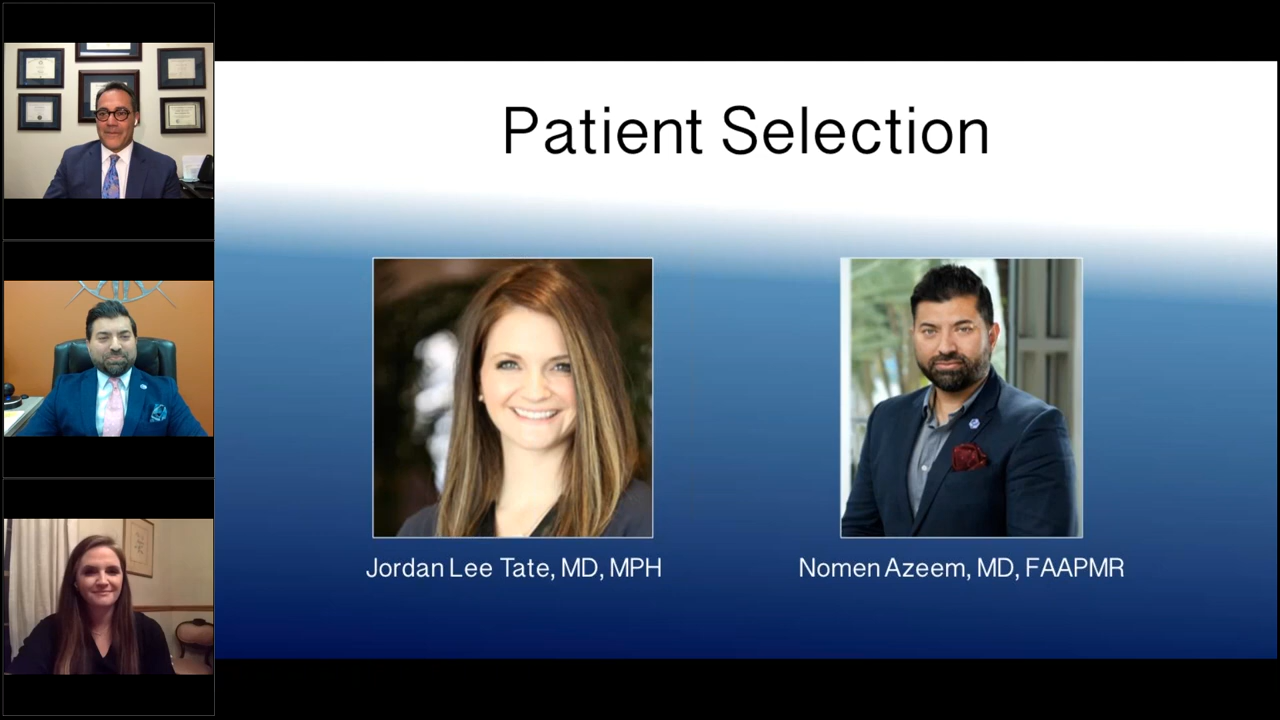 Patient Selection
Jordan Lee Tate, MD, MPH
Nomen Azeem, MD, FAAPMR